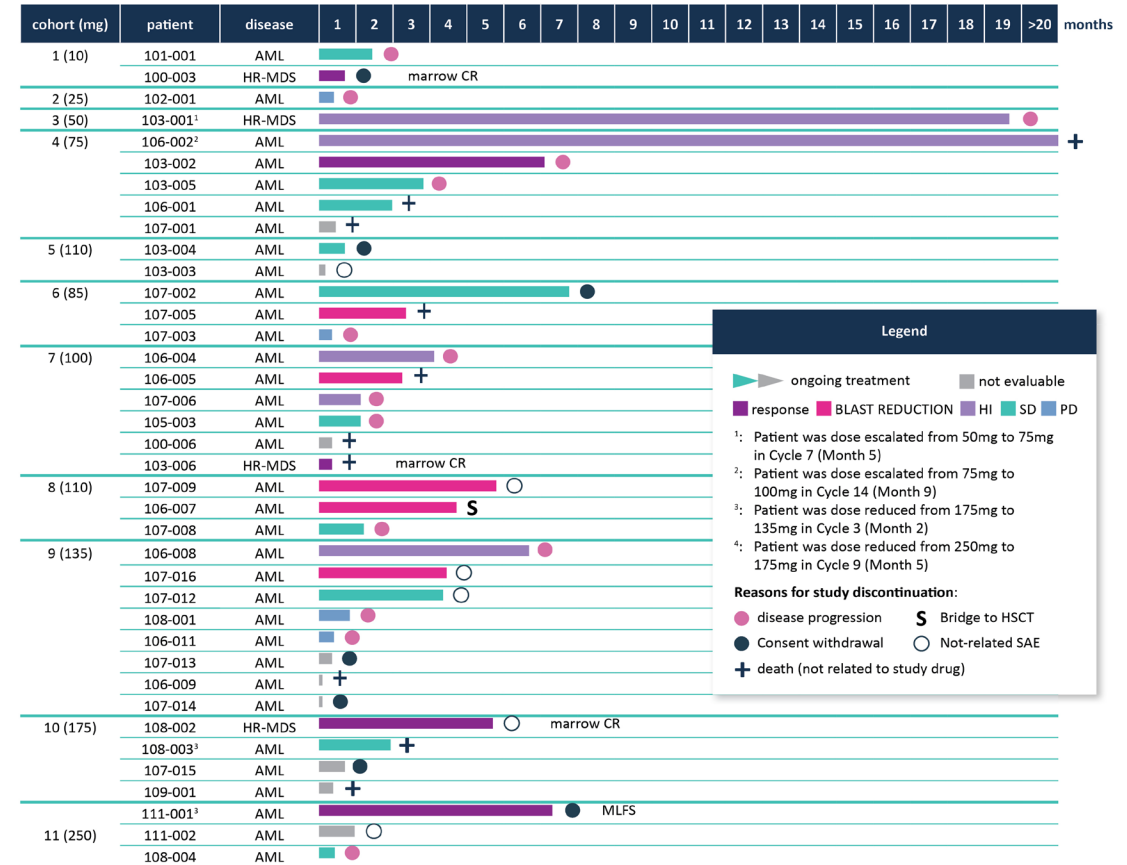 cohort (mg) patient disease 1 2 3 4 5 6 7 8 9 10 11 12 13 14 15 16 17 18 19 >20 months
1 (10) 101-001 AML
100-003 HR-MDS marrow CR
2 (25) 102-001 AML
3 (50) 103-001¹ HR-MDS
4 (75) 106-002² AML
103-002 AML
103-005 AML
106-001 AML
107-001 AML
5 (110) 103-004 AML
103-003 AML
6 (85) 107-002 AML
107-005 AML
107-003 AML
7 (100) 106-004 AML
106-005 AML
107-006 AML
105-003 AML
100-006 AML
103-006 HR-MDS marrow CR
8 (110) 107-009 AML
106-007 AML S
107-008 AML
9 (135) 106-008 AML
107-016 AML
107-012 AML
108-001 AML
106-011 AML
107-013 AML
106-009 AML
107-014 AML
10 (175) 108-002 HR-MDS marrow CR
108-003³ AML
107-015 AML
109-001 AML
111-001³ AML MLFS
11 (250) 111-002 AML
108-004 AML
Legend
ongoing treatment not evaluable
response BLAST REDUCTION HI SD PD
¹: Patient was dose escalated from 50mg to 75mg
in Cycle 7 (Month 5)
²: Patient was dose escalated from 75mg to
100mg in Cycle 14 (Month 9)
³: Patient was dose reduced from 175mg to
135mg in Cycle 3 (Month 2)
⁴: Patient was dose reduced from 250mg to
175mg in Cycle 9 (Month 5)
Reasons for study discontinuation:
disease progression S Bridge to HSCT
Consent withdrawal Not-related SAE
death (not related to study drug)